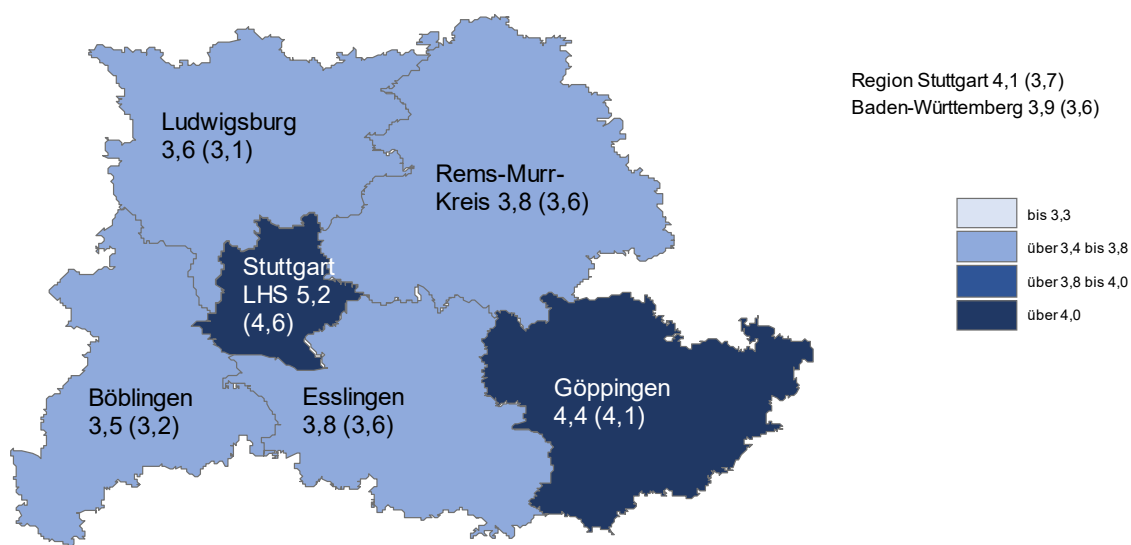 Region Stuttgart 4,1 (3,7)
Baden-Württemberg 3,9 (3,6)
Ludwigsburg
3,6 (3,1)
Rems-Murr-
Kreis 3,8 (3,6)
Stuttgart
LHS 5,2
(4,6)
Böblingen
3,5 (3,2)
Esslingen
3,8 (3,6)
Göppingen
4,4 (4,1)
bis 3,3
über 3,4 bis 3,8
über 3,8 bis 4,0
über 4,0